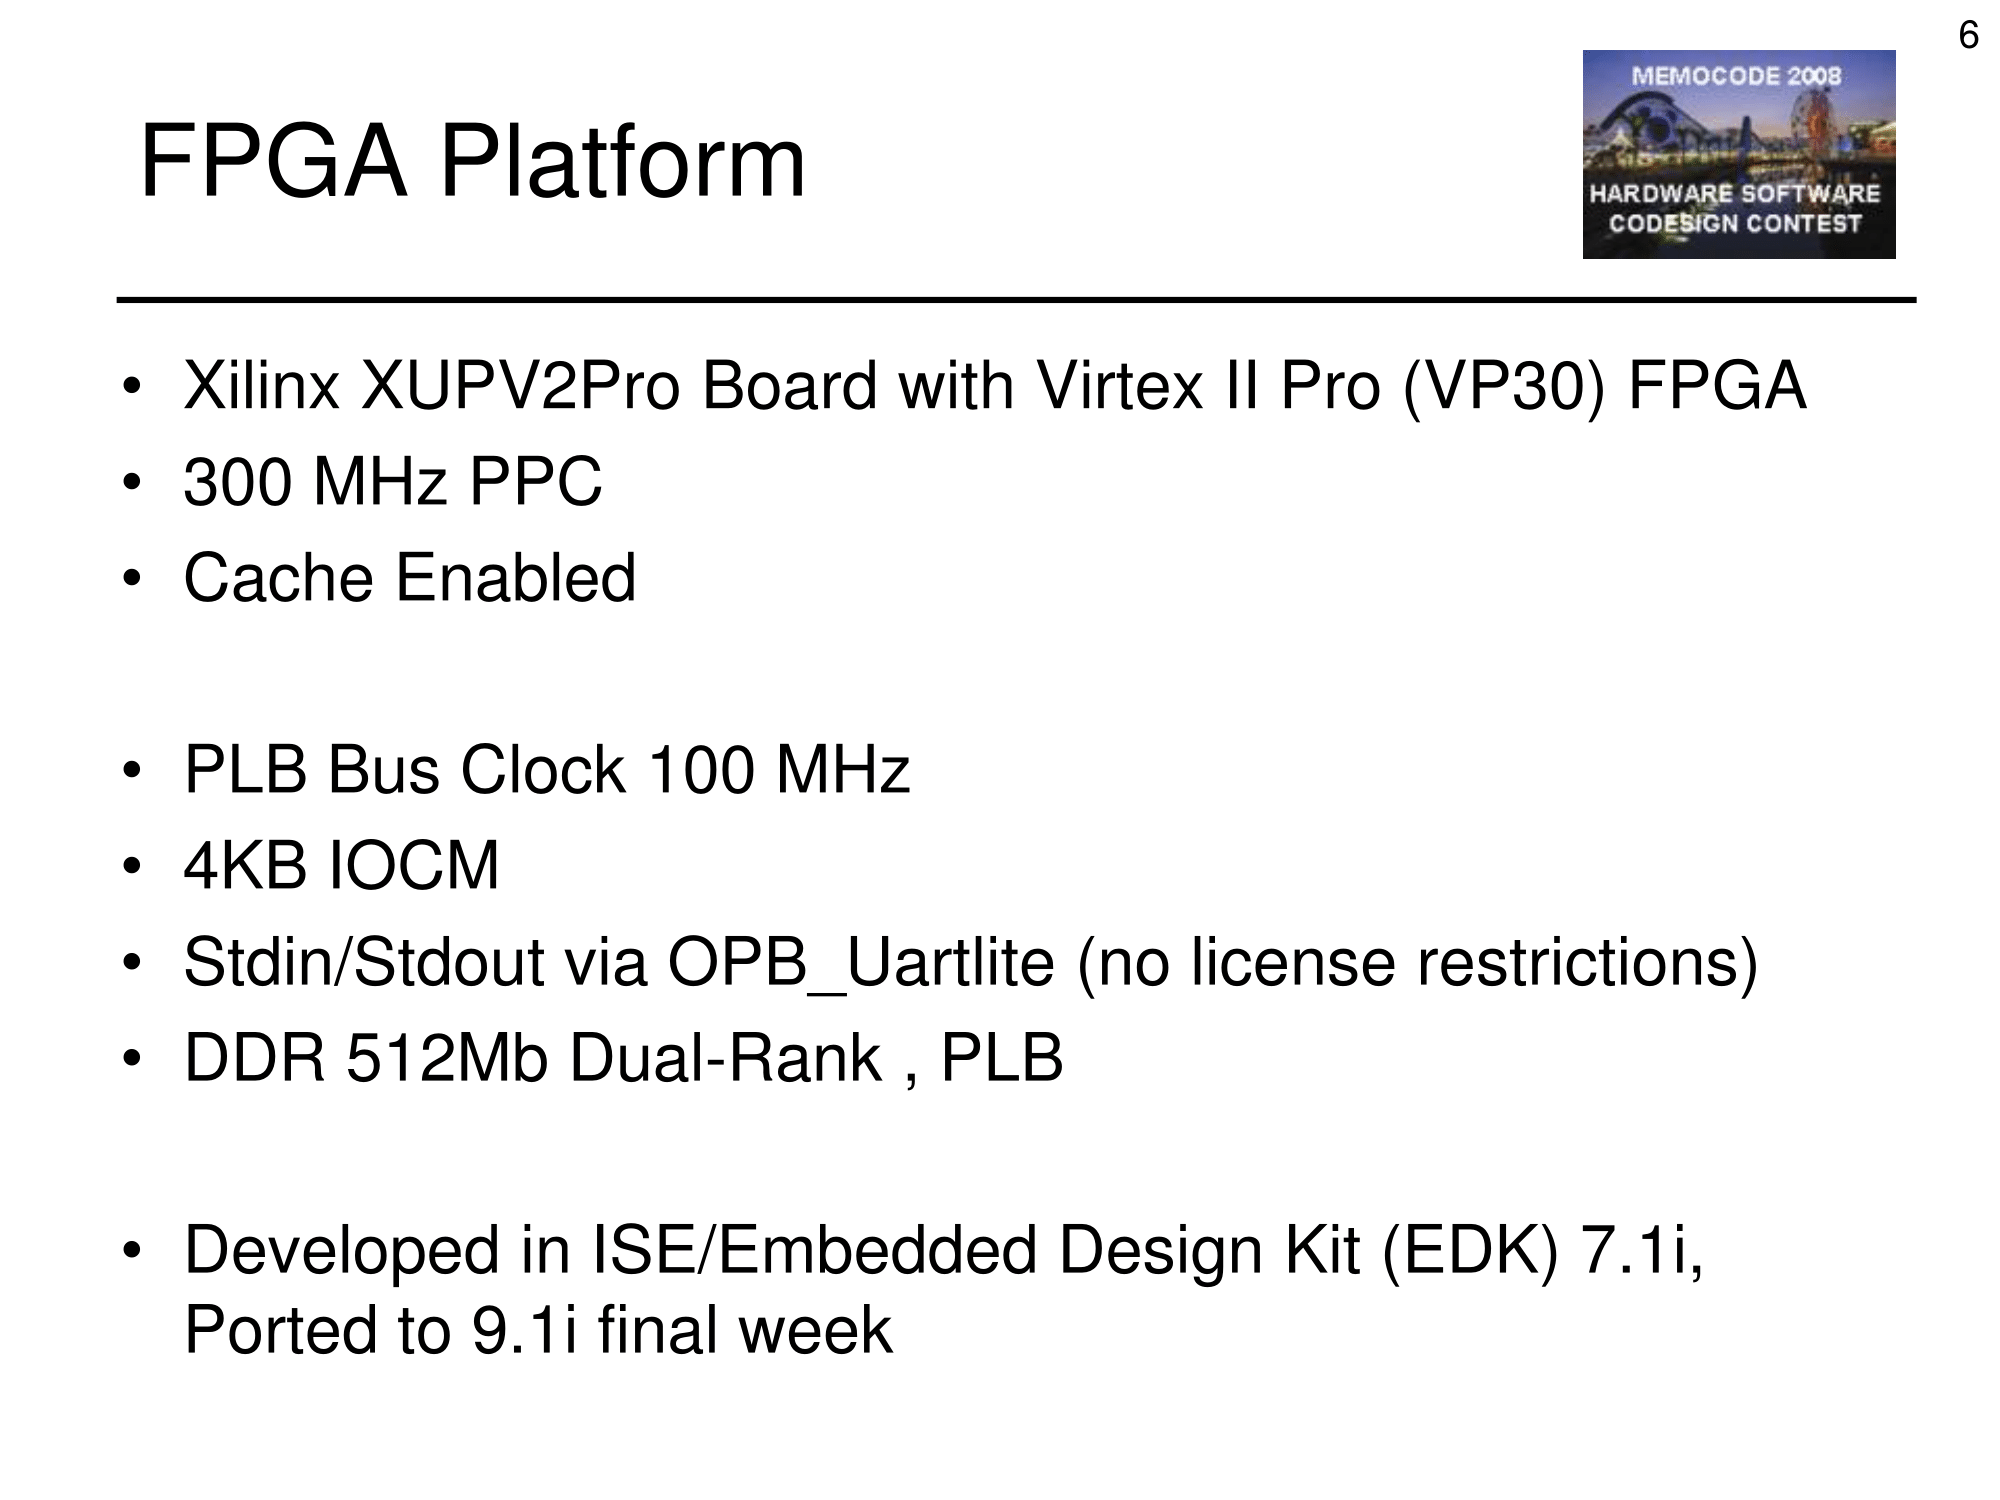 6
MEMOCODE 2008
HARDWARE SOFTWARE
CODESIGN CONTEST
FPGA Platform
• Xilinx XUPV2Pro Board with Virtex II Pro (VP30) FPGA
• 300 MHz PPC
• Cache Enabled
• PLB Bus Clock 100 MHz
• 4KB IOCM
• Stdin/Stdout via OPB_Uartlite (no license restrictions)
• DDR 512Mb Dual-Rank , PLB
• Developed in ISE/Embedded Design Kit (EDK) 7.1i,
Ported to 9.1i final week